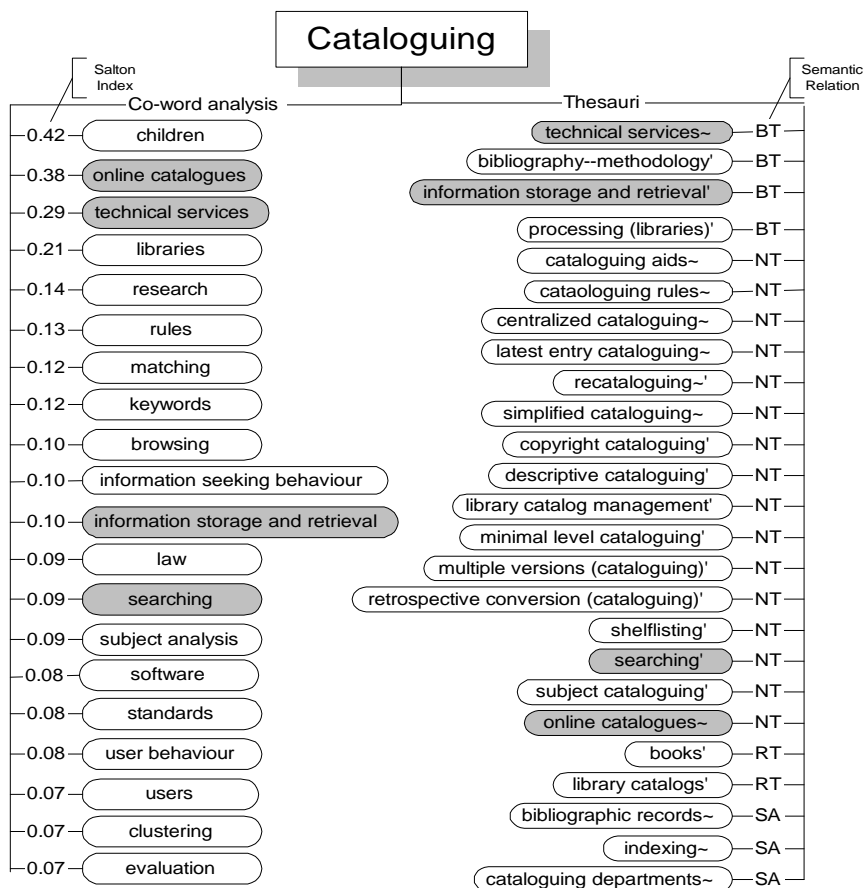 Cataloguing
Salton
Index
Semantic
Relation
Co-word analysis
Thesauri
0.42 children
0.38 online catalogues
0.29 technical services
0.21 libraries
0.14 research
0.13 rules
0.12 matching
0.12 keywords
0.10 browsing
0.10 information seeking behaviour
0.10 information storage and retrieval
0.09 law
0.09 searching
0.09 subject analysis
0.08 software
0.08 standards
0.08 user behaviour
0.07 users
0.07 clustering
0.07 evaluation
technical services~ BT
bibliography--methodology' BT
information storage and retrieval' BT
processing (libraries)' BT
cataloguing aids~ NT
cataologuing rules~ NT
centralized cataloguing~ NT
latest entry cataloguing~ NT
recataloguing~' NT
simplified cataloguing~ NT
copyright cataloguing' NT
descriptive cataloguing' NT
library catalog management' NT
minimal level cataloguing' NT
multiple versions (cataloguing)' NT
retrospective conversion (cataloguing)' NT
shelflisting' NT
searching' NT
subject cataloguing' NT
online catalogues~ NT
books' RT
library catalogs' RT
bibliographic records~ SA
indexing~ SA
cataloguing departments~ SA